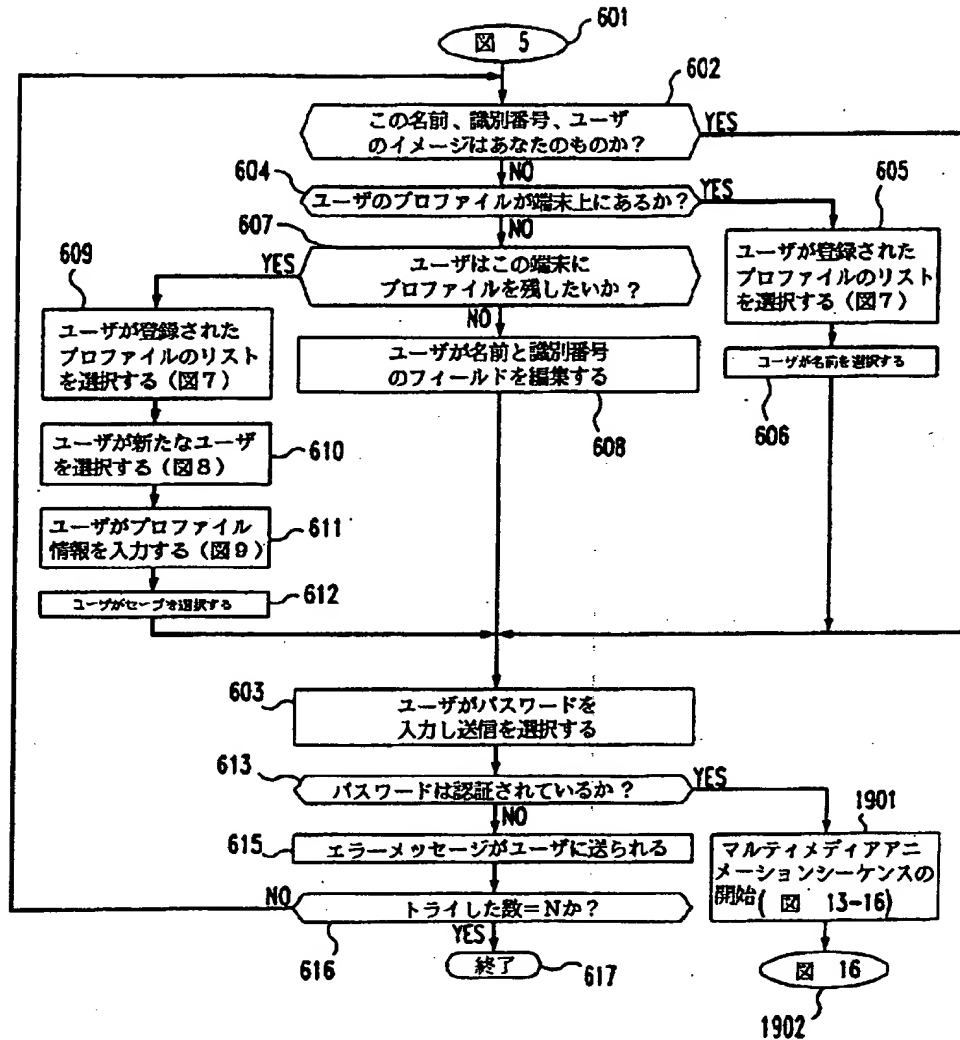 601
図 5
602
この名前、識別番号、ユーザ
のイメージはあなたのものか?
YES
NO
604
ユーザのプロファイルが端末上にあるか?
YES
605
NO
607
ユーザはこの端末に
プロファイルを残したいか?
YES
NO
609
ユーザが登録された
プロファイルのリスト
を選択する(図7)
ユーザが登録された
プロファイルのリスト
を選択する(図7)
ユーザが名前と識別番号
のフィールドを編集する
608
ユーザが名前を選択する
606
ユーザが新たなユーザ
を選択する(図8)
610
ユーザがプロファイル
情報を入力する(図9)
611
ユーザがセーブを選択する
612
603
ユーザがパスワードを
入力し送信を選択する
613
パスワードは認証されているか?
YES
NO
1901
615
エラーメッセージがユーザに送られる
マルティメディアアニ
メーションシーケンスの
開始(図 13-16)
NO
トライした数=Nか?
616
YES
終了
617
図 16
1902